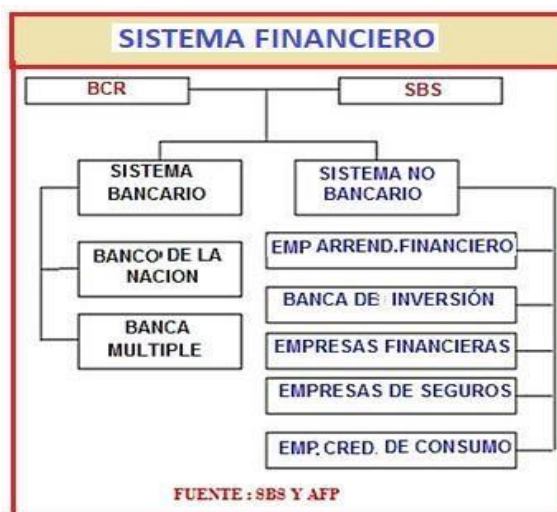 SISTEMA FINANCIERO
BCR
SBS
SISTEMA
BANCARIO
SISTEMA NO
BANCARIO
BANCO DE LA
NACION
BANCA
MULTIPLE
EMP ARREND.FINANCIERO
BANCA DE INVERSIÓN
EMPRESAS FINANCIERAS
EMPRESAS DE SEGUROS
EMP. CRED. DE CONSUMO
FUENTE : SBS Y AFP